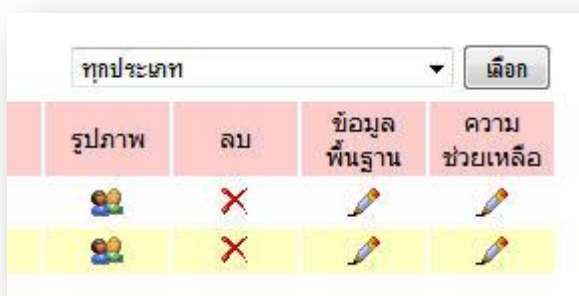 ทุกประเภท
เลือก
รูปภาพ
ลบ
ข้อมูล
พื้นฐาน
ความ
ช่วยเหลือ